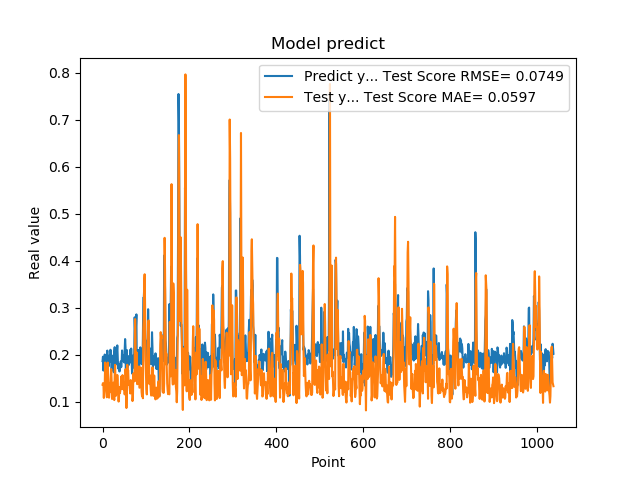 Model predict
Predict y... Test Score RMSE= 0.0749
Test y... Test Score MAE= 0.0597
0.8
0.7
0.6
0.5
0.4
0.3
0.2
0.1
Real value
0 200 400 600 800 1000
Point